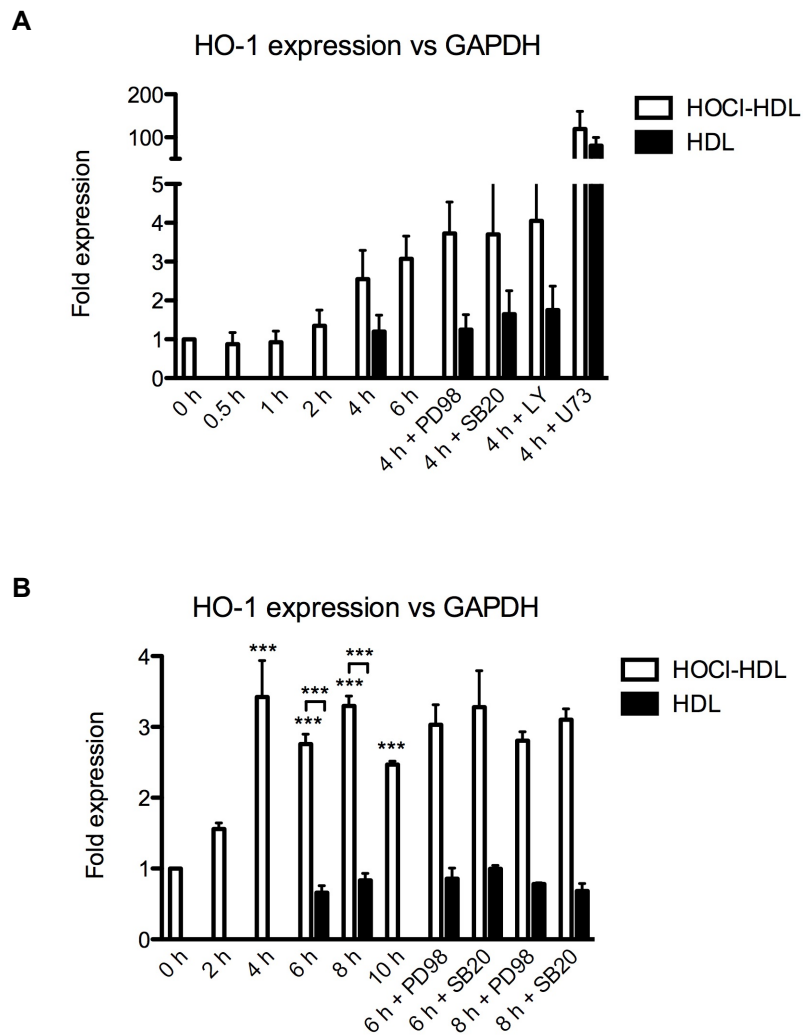 A
HO-1 expression vs GAPDH
HOCl-HDL
HDL
Fold expression
200
100
5
4
3
2
1
0
0 h
0.5 h
1 h
2 h
4 h
6 h
4 h + PD98
4 h + SB20
4 h + LY
4 h + U73
B
HO-1 expression vs GAPDH
HOCl-HDL
HDL
Fold expression
4
3
2
1
0
***
***
***
***
***
***
0 h
2 h
4 h
6 h
8 h
10 h
6 h + PD98
6 h + SB20
8 h + PD98
8 h + SB20